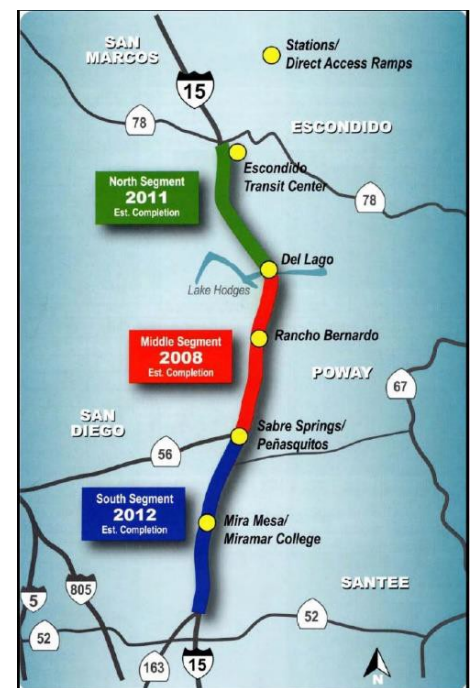 SAN
MARCOS
Stations/
Direct Access Ramps
15
78
ESCONDIDO
Escondido
Transit Center
North Segment
2011
Est. Completion
78
Del Lago
Lake Hodges
Middle Segment
2008
Est. Completion
Rancho Bernardo
POWAY
67
SAN
DIEGO
56
Sabre Springs/
Peñasquitos
South Segment
2012
Est. Completion
Mira Mesa/
Miramar College
SANTEE
5
805
52
52
163
15
N